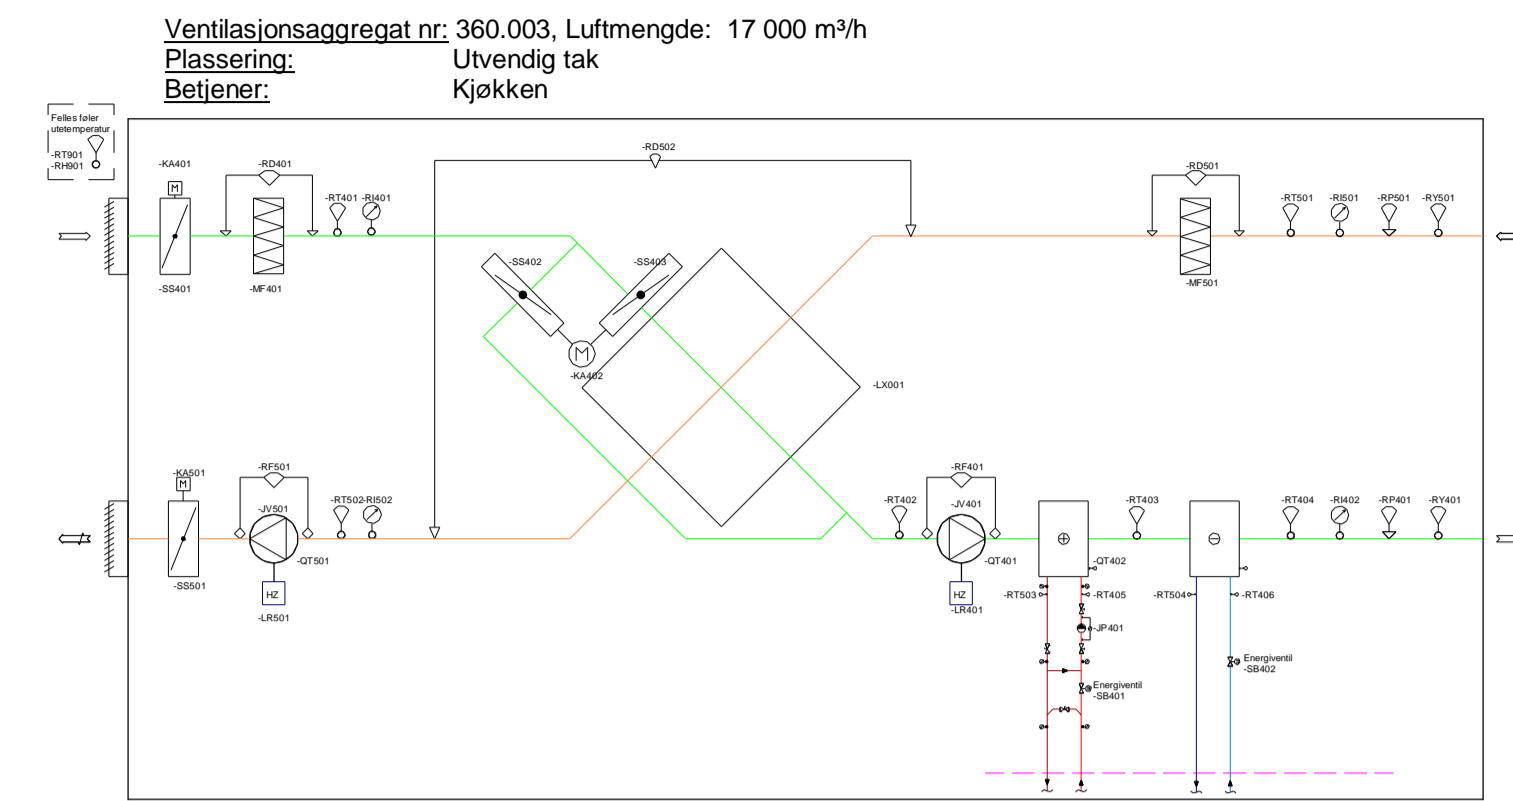 Ventilasjonsaggregat nr: 360.003, Luftmengde: 17 000 m³/h
Plassering: Utvendig tak
Betjener: Kjøkken
Felles føler
utetemperatur
-RT901
-RH901
-KA401
M
-SS401
-RD401
-MF401
-RT401
-RI401
-RD502
-SS402
-SS403
M
-KA402
-LX001
-RD501
-MF501
-RT501
-RI501
-RP501
-RY501
-KA501
M
-SS501
-RF501
-JV501
-QT501
HZ
-LR501
-RT502
-RI502
-RT402
-RF401
-JV401
-QT401
HZ
-LR401
-QT402
-RT403
-RT404
-RI402
-RP401
-RY401
-RT503
-RT405
-JP401
Energiventil
-SB401
-RT504
-RT406
Energiventil
-SB402